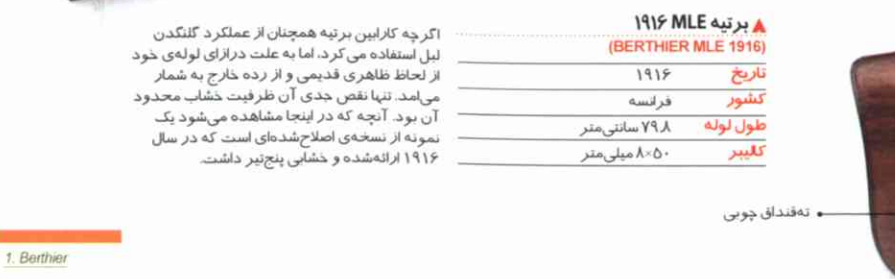 برتیه ۱۹۱۶ MLE
(BERTHIER MLE 1916)
تاریخ ۱۹۱۶
کشور فرانسه
طول لوله ۷۹.۸ سانتی‌متر
کالیبر ۸×۵۰ میلی‌متر
اگرچه کارابین برتیه همچنان از عملکرد گلنگدن
لبل استفاده می‌کرد، اما به علت درازای لوله‌ی خود
از لحاظ ظاهری قدیمی و از رده خارج به شمار
می‌امد. تنها نقص جدی آن ظرفیت خشاب محدود
آن بود. آنچه که در اینجا مشاهده می‌شود یک
نمونه از نسخه‌ی اصلاح‌شده‌ای است که در سال
۱۹۱۶ ارائه‌شده و خشابی پنج‌تیر داشت.
ته‌قنداق چوبی
1. Berthier